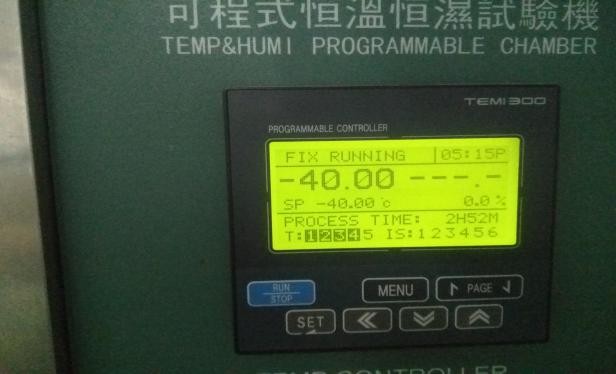 可程式恒溫恒濕試驗機
TEMP&HUMI PROGRAMMABLE CHAMBER
TEMI300
PROGRAMMABLE CONTROLLER
FIX RUNNING 05:15P
-40.00 ---.-
SP -40.00 ℃ 0.0 %
PROCESS TIME: 2H52M
T:12345 IS:123456
RUN
STOP
MENU
PAGE
SET
TEMP CONTROLLER